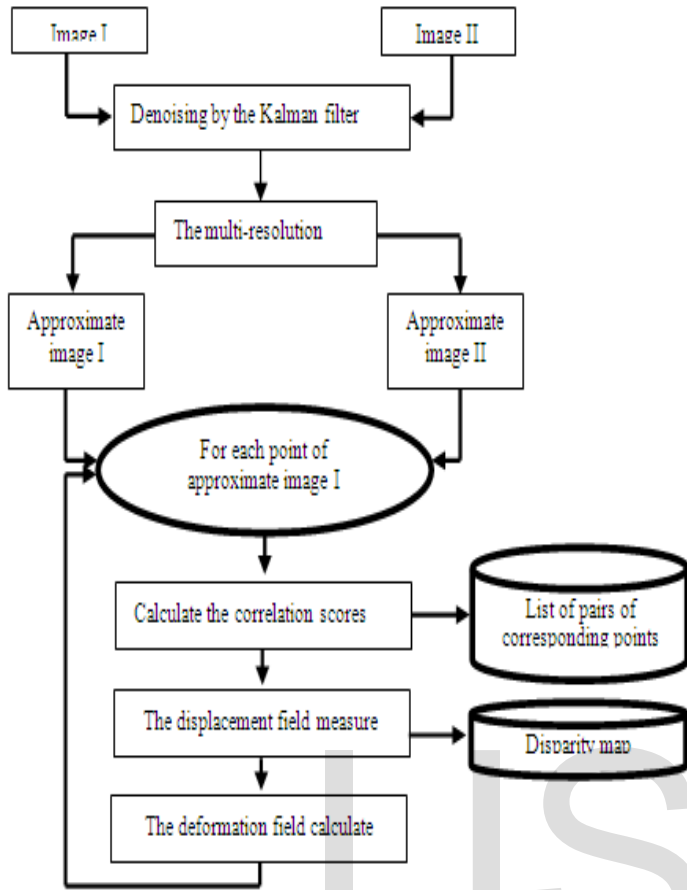 Image I
Image II
Denoising by the Kalman filter
The multi-resolution
Approximate
image I
Approximate
image II
For each point of
approximate image I
Calculate the correlation scores
List of pairs of
corresponding points
The displacement field measure
Disparity map
The deformation field calculate
IJS